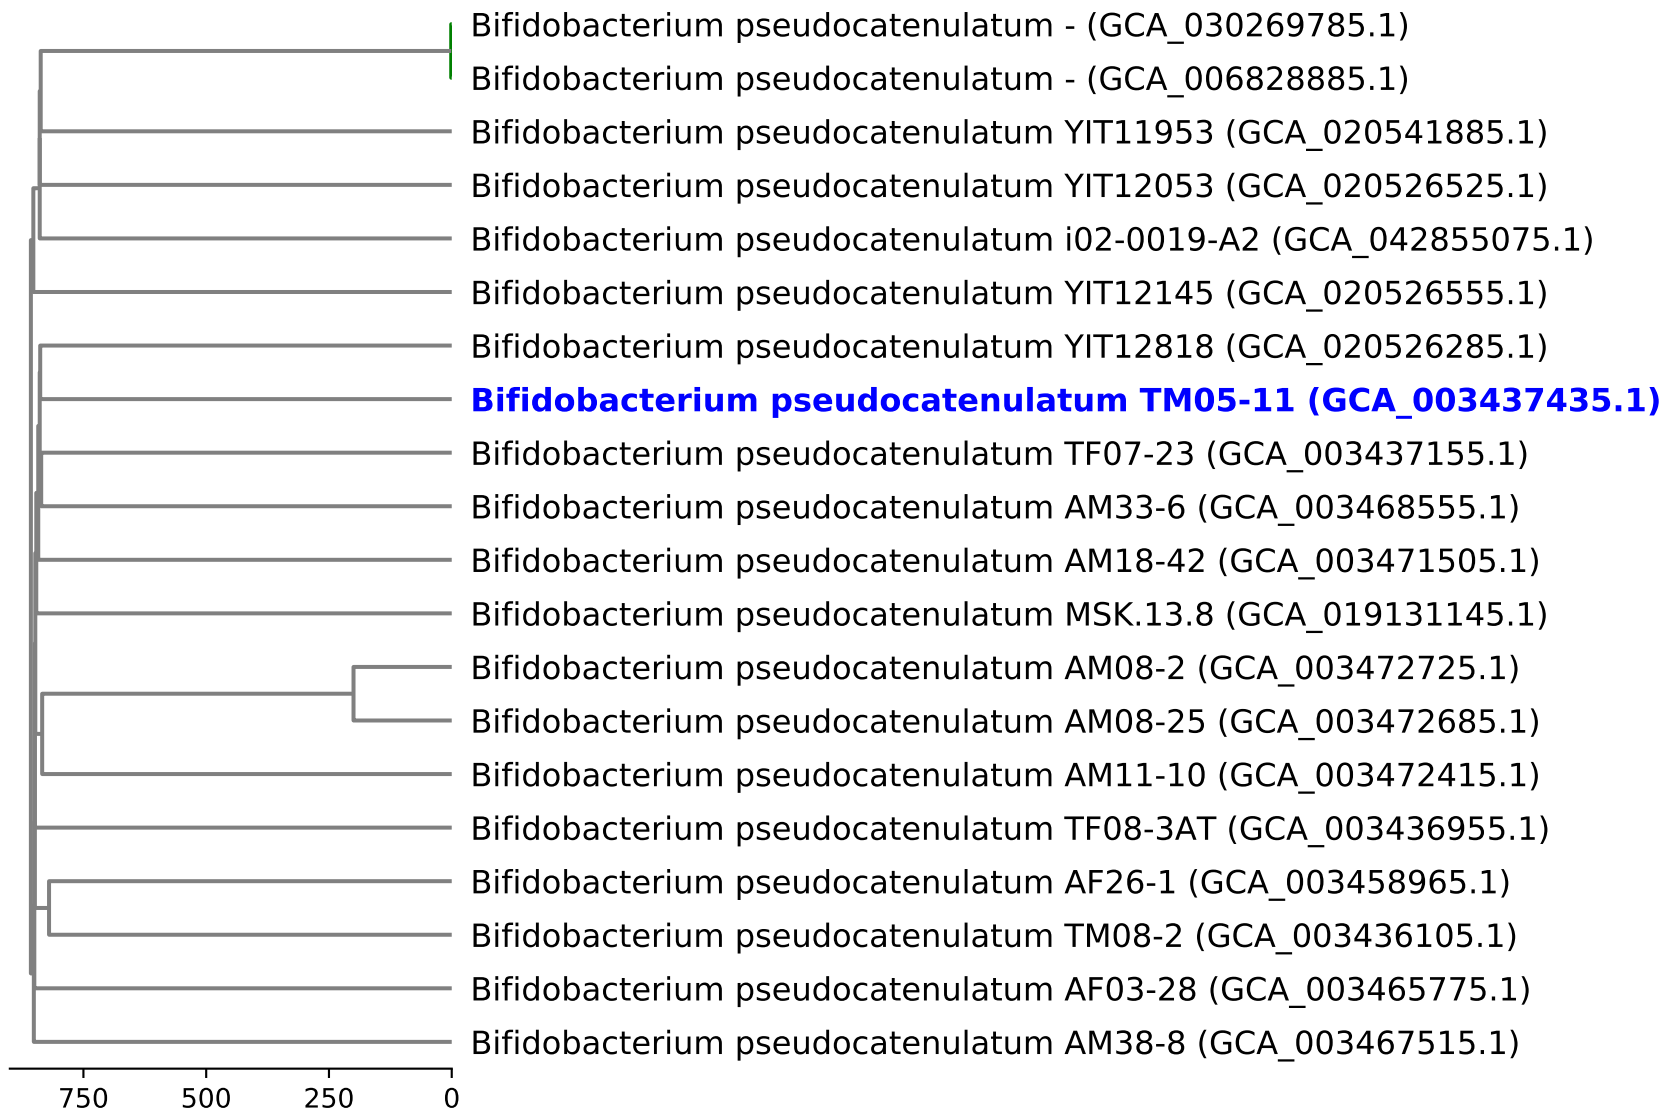 Bifidobacterium pseudocatenulatum - (GCA_030269785.1)
Bifidobacterium pseudocatenulatum - (GCA_006828885.1)
Bifidobacterium pseudocatenulatum YIT11953 (GCA_020541885.1)
Bifidobacterium pseudocatenulatum YIT12053 (GCA_020526525.1)
Bifidobacterium pseudocatenulatum i02-0019-A2 (GCA_042855075.1)
Bifidobacterium pseudocatenulatum YIT12145 (GCA_020526555.1)
Bifidobacterium pseudocatenulatum YIT12818 (GCA_020526285.1)
Bifidobacterium pseudocatenulatum TM05-11 (GCA_003437435.1)
Bifidobacterium pseudocatenulatum TF07-23 (GCA_003437155.1)
Bifidobacterium pseudocatenulatum AM33-6 (GCA_003468555.1)
Bifidobacterium pseudocatenulatum AM18-42 (GCA_003471505.1)
Bifidobacterium pseudocatenulatum MSK.13.8 (GCA_019131145.1)
Bifidobacterium pseudocatenulatum AM08-2 (GCA_003472725.1)
Bifidobacterium pseudocatenulatum AM08-25 (GCA_003472685.1)
Bifidobacterium pseudocatenulatum AM11-10 (GCA_003472415.1)
Bifidobacterium pseudocatenulatum TF08-3AT (GCA_003436955.1)
Bifidobacterium pseudocatenulatum AF26-1 (GCA_003458965.1)
Bifidobacterium pseudocatenulatum TM08-2 (GCA_003436105.1)
Bifidobacterium pseudocatenulatum AF03-28 (GCA_003465775.1)
Bifidobacterium pseudocatenulatum AM38-8 (GCA_003467515.1)
750 500 250 0